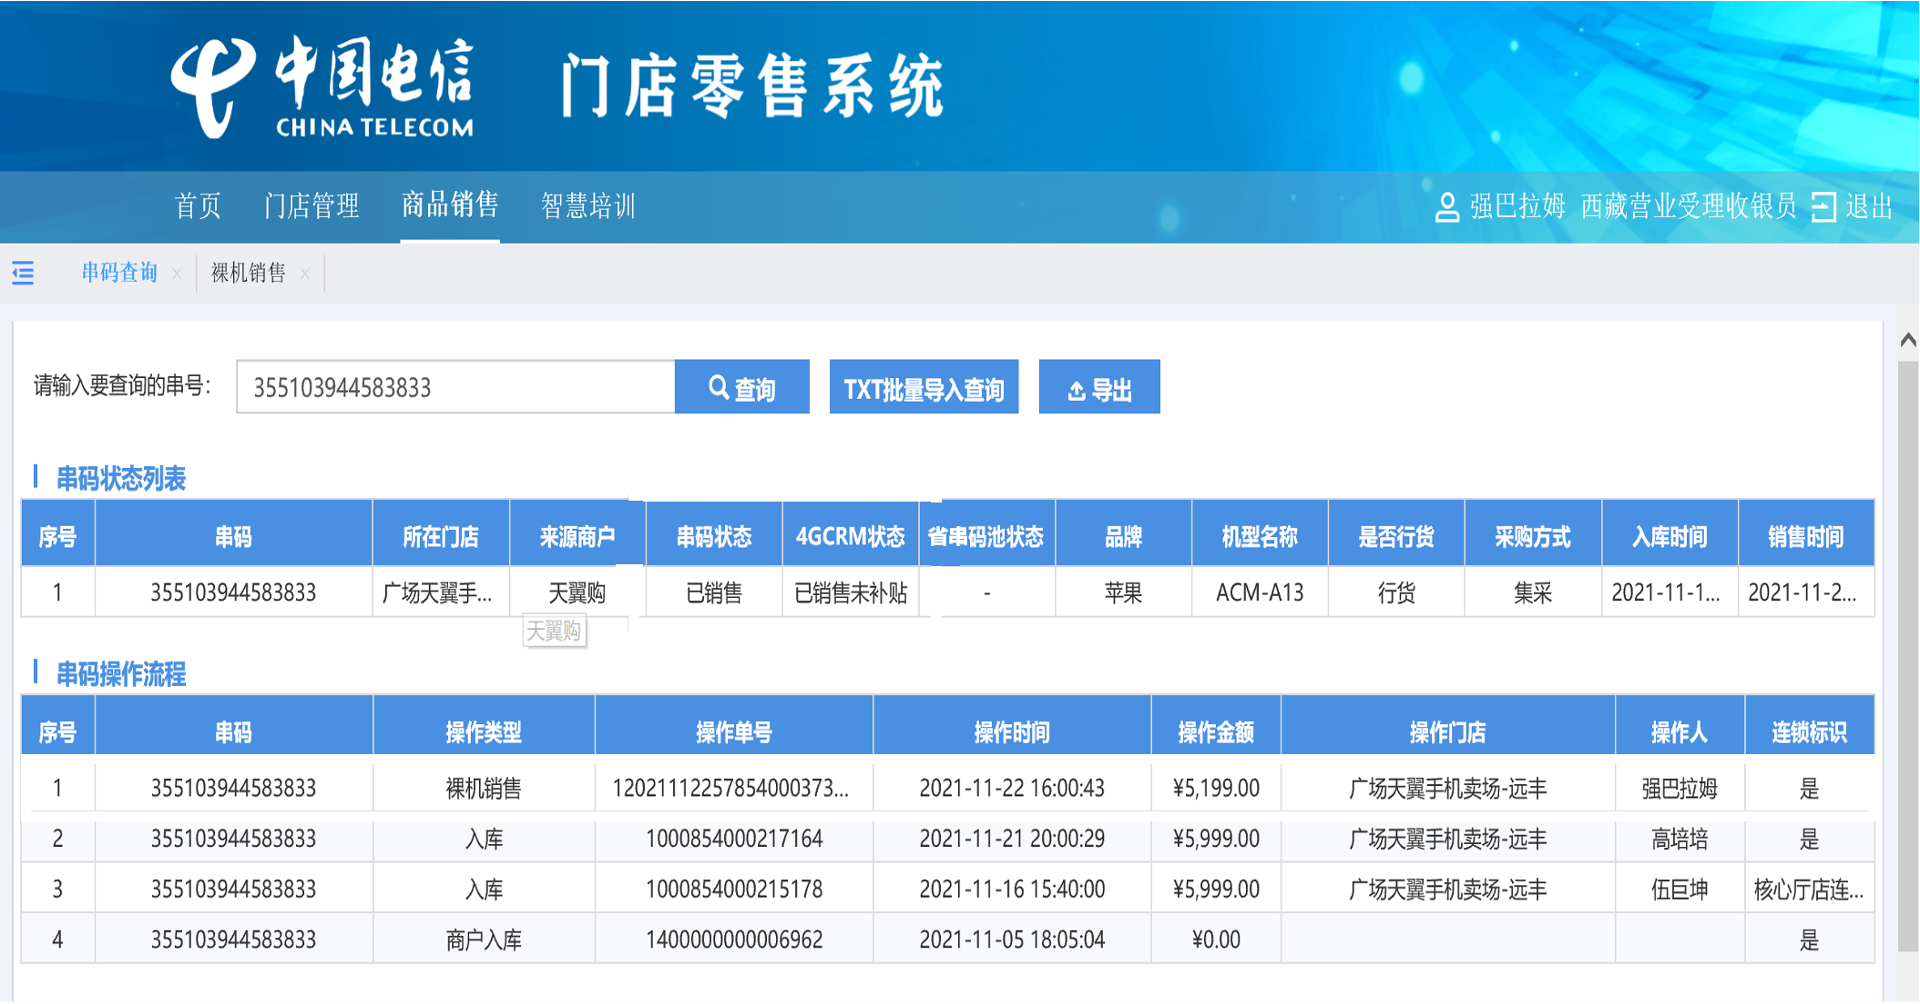 中国电信
CHINA TELECOM
门店零售系统
首页 门店管理 商品销售 智慧培训 强巴拉姆 西藏营业受理收银员 退出
串码查询 × 裸机销售 ×
请输入要查询的串号： 355103944583833 查询 TXT批量导入查询 导出
串码状态列表
序号 串码 所在门店 来源商户 串码状态 4GCRM状态 省串码池状态 品牌 机型名称 是否行货 采购方式 入库时间 销售时间
1 355103944583833 广场天翼手... 天翼购 已销售 已销售未补贴 - 苹果 ACM-A13 行货 集采 2021-11-1... 2021-11-2...
天翼购
串码操作流程
序号 串码 操作类型 操作单号 操作时间 操作金额 操作门店 操作人 连锁标识
1 355103944583833 裸机销售 12021112257854000373... 2021-11-22 16:00:43 ¥5,199.00 广场天翼手机卖场-远丰 强巴拉姆 是
2 355103944583833 入库 1000854000217164 2021-11-21 20:00:29 ¥5,999.00 广场天翼手机卖场-远丰 高培培 是
3 355103944583833 入库 1000854000215178 2021-11-16 15:40:00 ¥5,999.00 广场天翼手机卖场-远丰 伍巨坤 核心厅店连...
4 355103944583833 商户入库 1400000000006962 2021-11-05 18:05:04 ¥0.00 是